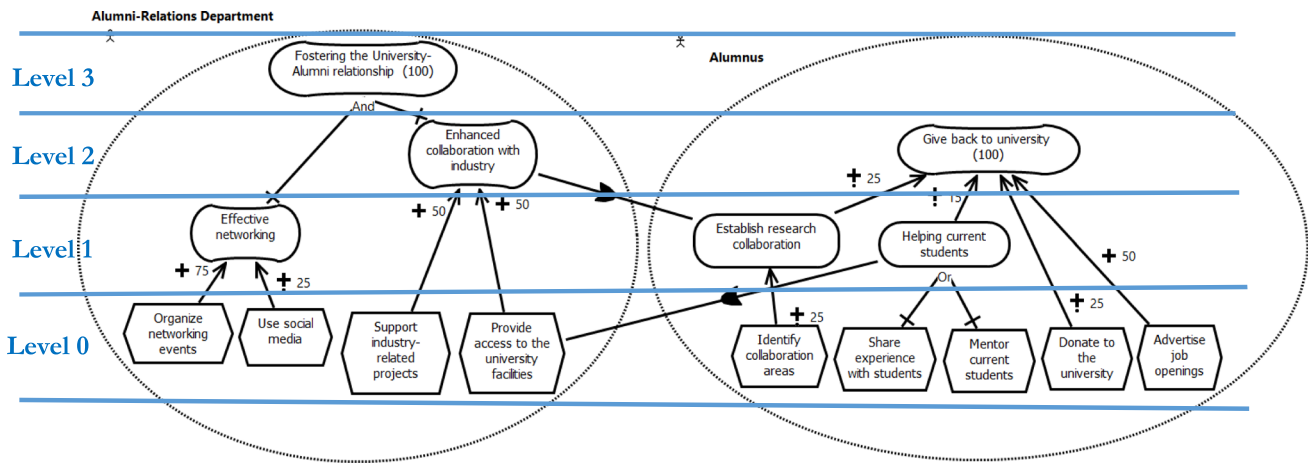 Alumni-Relations Department
Level 3
Fostering the University-
Alumni relationship (100)
And
Alumnus
Level 2
Enhanced
collaboration with
industry
Give back to university
(100)
25
50
50
15
Level 1
Effective
networking
Establish research
collaboration
Helping current
students
75
25
50
Or
25
25
Level 0
Organize
networking
events
Use social
media
Support
industry-
related
projects
Provide
access to the
university
facilities
Identify
collaboration
areas
Share
experience
with students
Mentor
current
students
Donate to
the
university
Advertise
job
openings